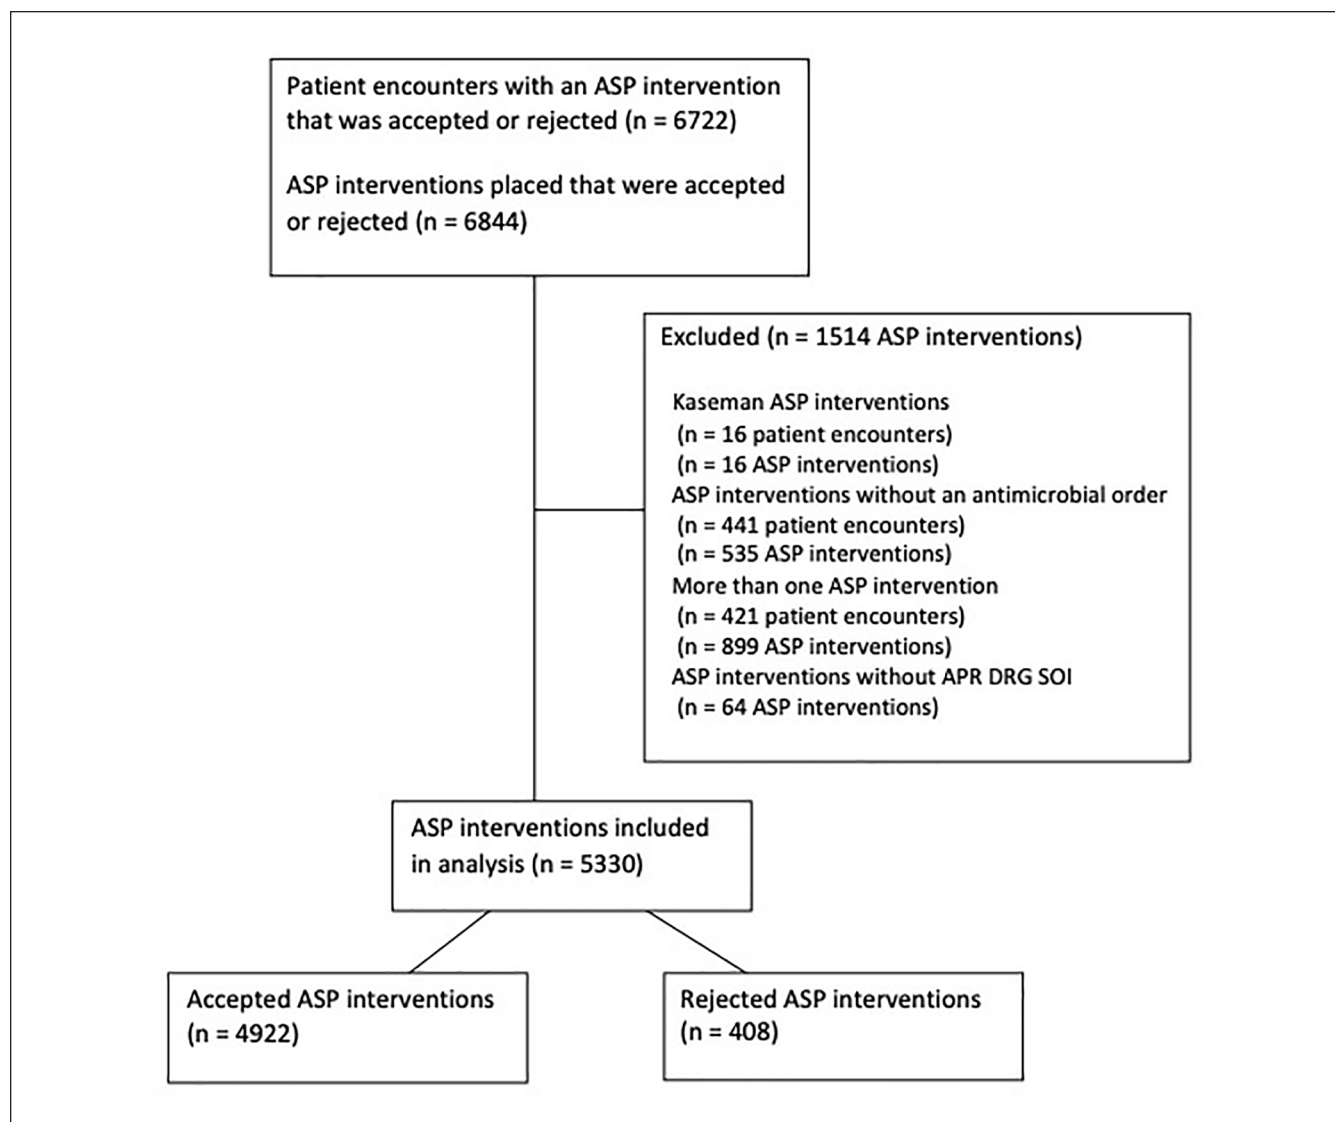 Patient encounters with an ASP intervention
that was accepted or rejected (n = 6722)
ASP interventions placed that were accepted
or rejected (n = 6844)
Excluded (n = 1514 ASP interventions)
Kaseman ASP interventions
(n = 16 patient encounters)
(n = 16 ASP interventions)
ASP interventions without an antimicrobial order
(n = 441 patient encounters)
(n = 535 ASP interventions)
More than one ASP intervention
(n = 421 patient encounters)
(n = 899 ASP interventions)
ASP interventions without APR DRG SOI
(n = 64 ASP interventions)
ASP interventions included
in analysis (n = 5330)
Accepted ASP interventions
(n = 4922)
Rejected ASP interventions
(n = 408)